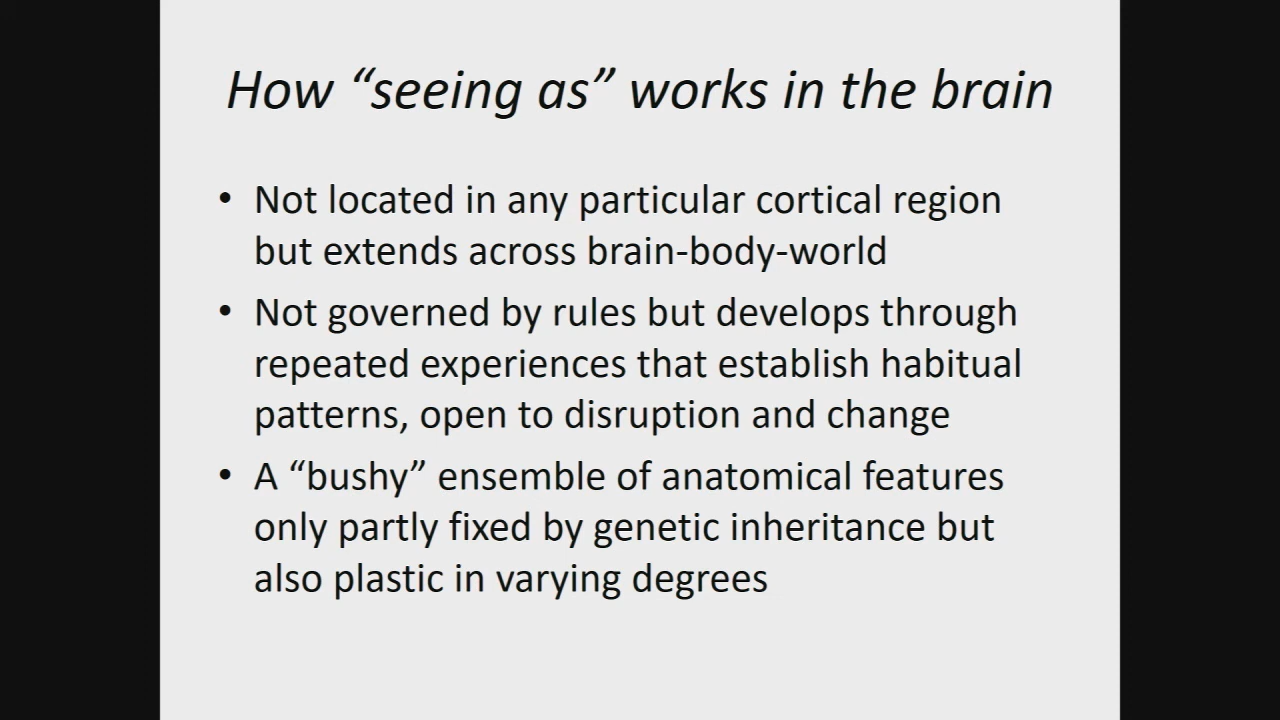 How “seeing as” works in the brain
• Not located in any particular cortical region
but extends across brain-body-world
• Not governed by rules but develops through
repeated experiences that establish habitual
patterns, open to disruption and change
• A “bushy” ensemble of anatomical features
only partly fixed by genetic inheritance but
also plastic in varying degrees